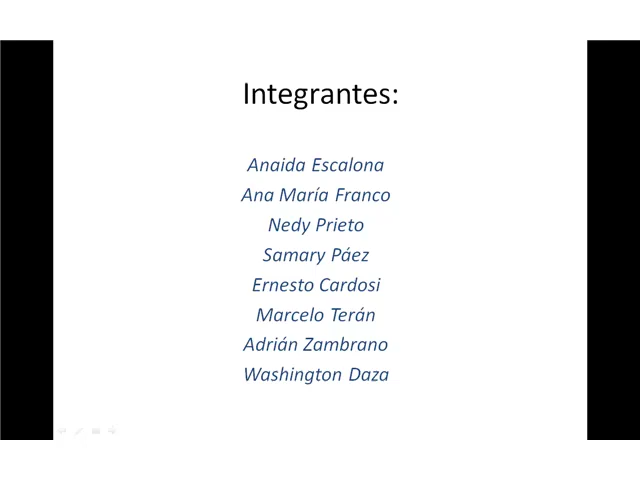 Integrantes:
Anaida Escalona
Ana María Franco
Nedy Prieto
Samary Páez
Ernesto Cardosi
Marcelo Terán
Adrián Zambrano
Washington Daza